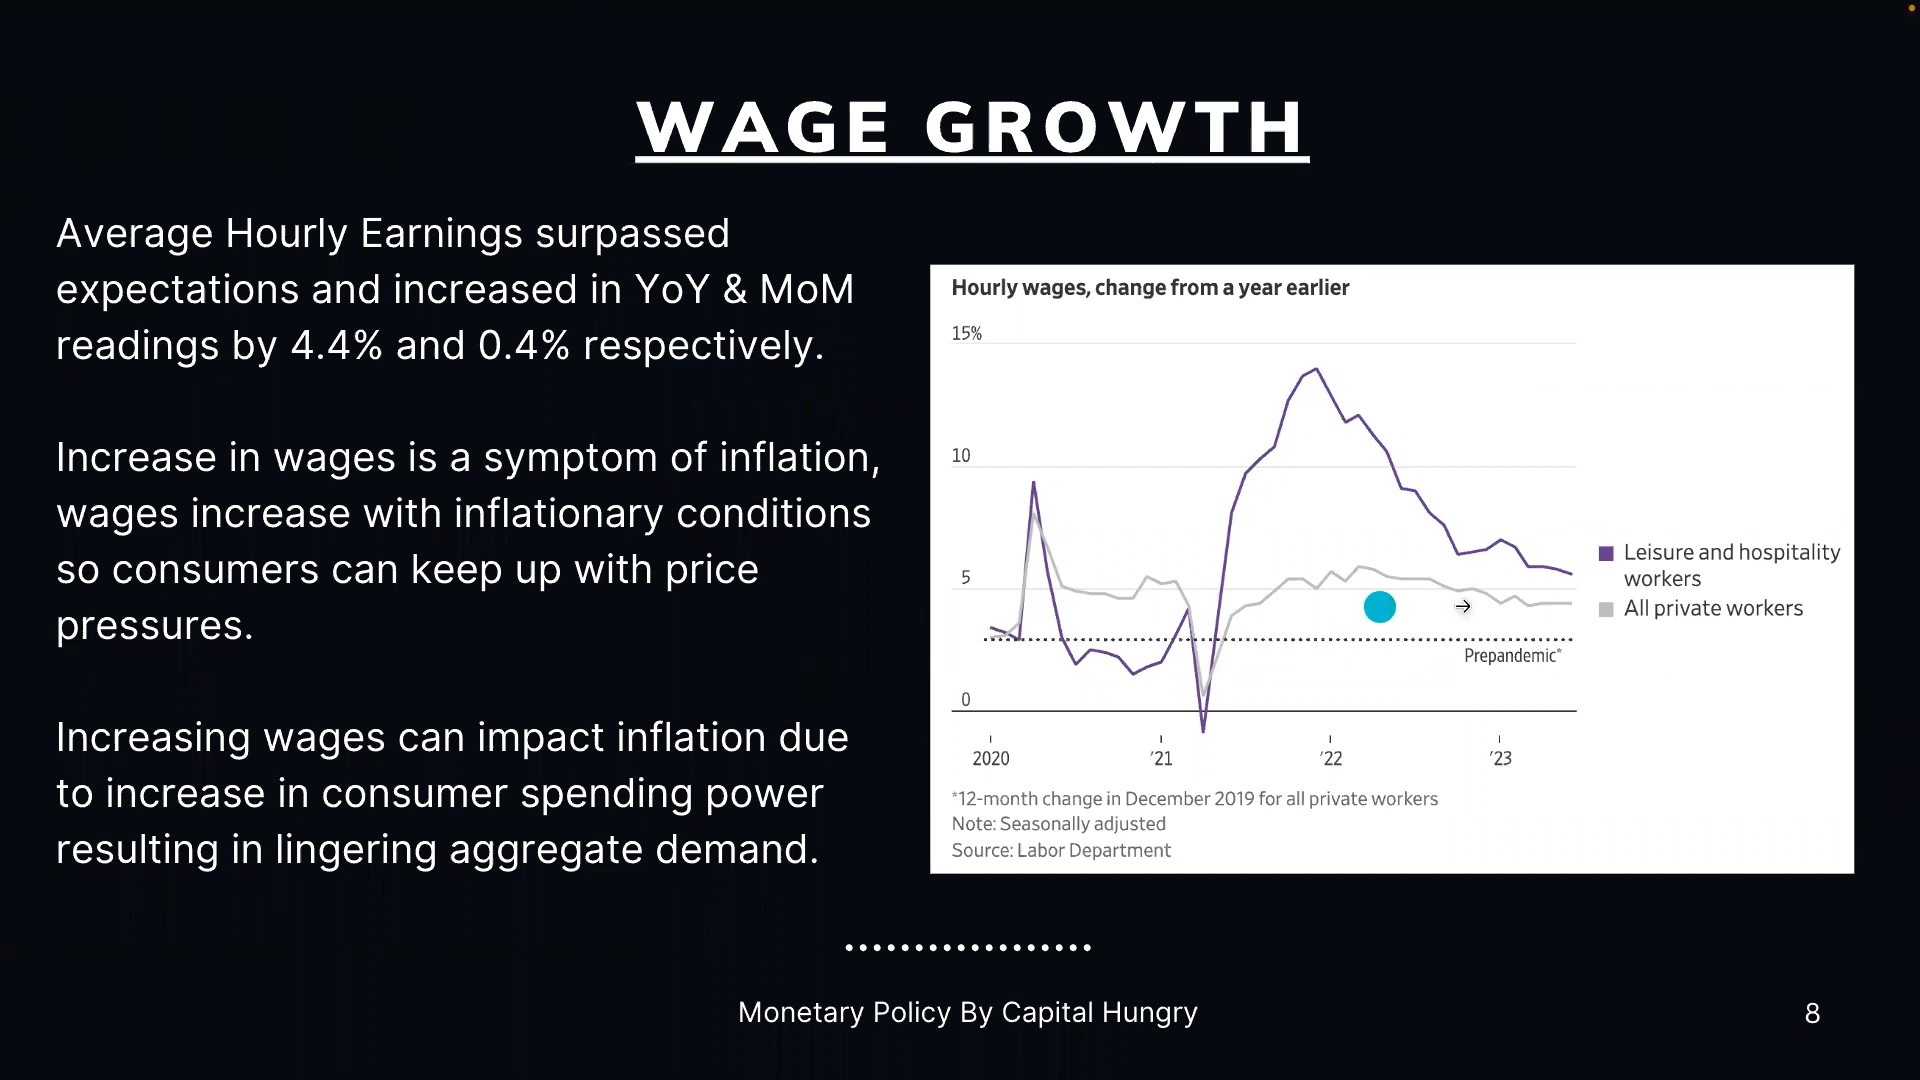 WAGE GROWTH
Average Hourly Earnings surpassed
expectations and increased in YoY & MoM
readings by 4.4% and 0.4% respectively.
Increase in wages is a symptom of inflation,
wages increase with inflationary conditions
so consumers can keep up with price
pressures.
Increasing wages can impact inflation due
to increase in consumer spending power
resulting in lingering aggregate demand.
Hourly wages, change from a year earlier
15%
10
5
0
Prepandemic*
2020 '21 '22 '23
Leisure and hospitality
workers
All private workers
*12-month change in December 2019 for all private workers
Note: Seasonally adjusted
Source: Labor Department
Monetary Policy By Capital Hungry
8